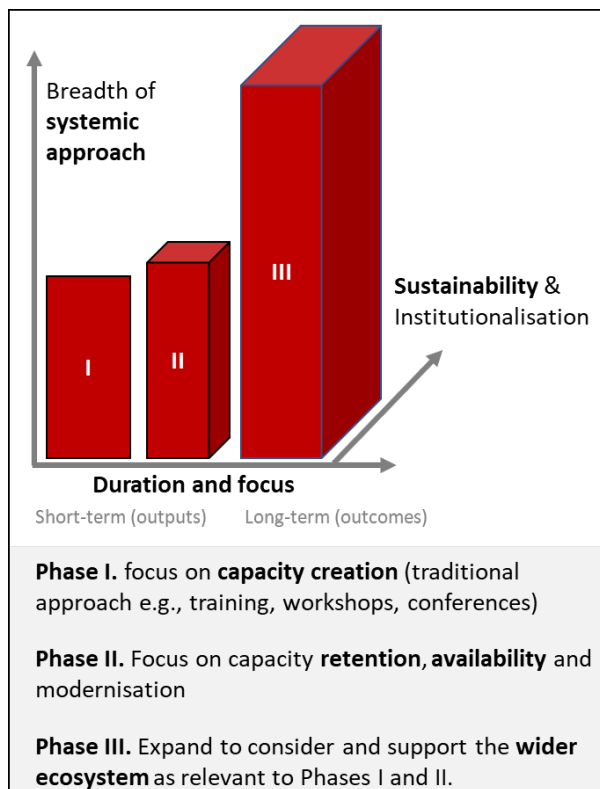 Breadth of
systemic
approach
III
Sustainability &
Institutionalisation
II
I
Duration and focus
Short-term (outputs) Long-term (outcomes)
Phase I. focus on capacity creation (traditional
approach e.g., training, workshops, conferences)
Phase II. Focus on capacity retention, availability and
modernisation
Phase III. Expand to consider and support the wider
ecosystem as relevant to Phases I and II.